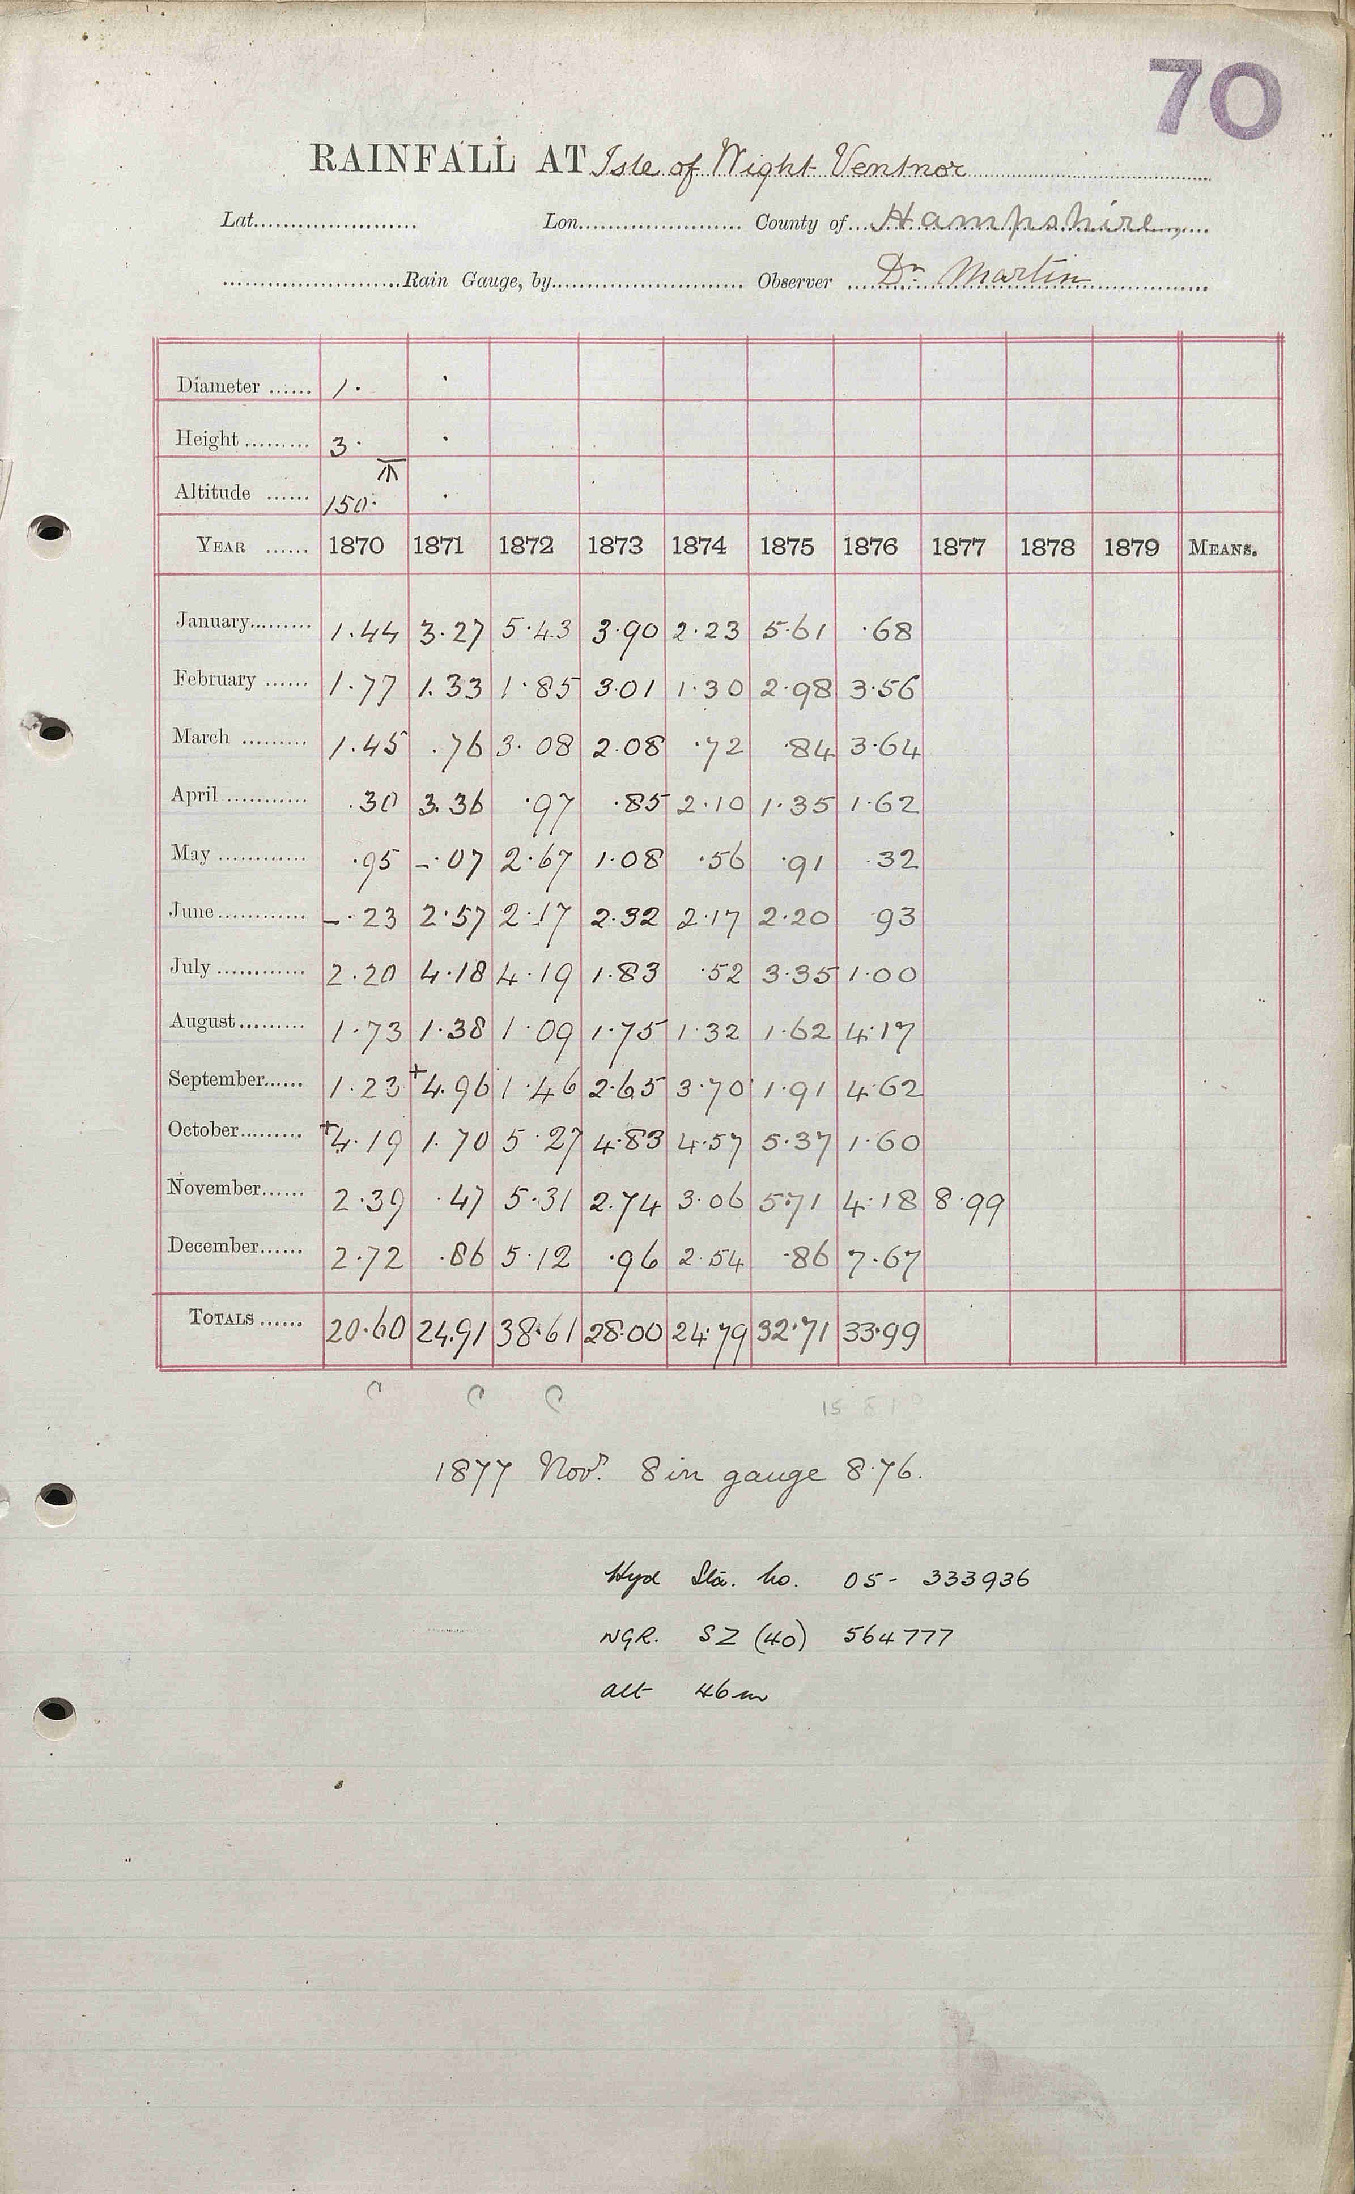 70
RAINFALL AT Isle of Wight Ventnor
Lat. Lon. County of Hampshire
Rain Gauge, by Observer Dr Martin
Diameter 1.
Height 3.
Altitude 150.
YEAR 1870 1871 1872 1873 1874 1875 1876 1877 1878 1879 MEANS.
January 1.44 3.27 5.43 3.90 2.23 5.61 .68
February 1.77 1.33 1.85 3.01 1.30 2.98 3.56
March 1.45 .76 3.08 2.08 .72 .84 3.64
April .30 3.36 .97 .85 2.10 1.35 1.62
May .95 -.07 2.67 1.08 .56 .91 .32
June -.23 2.57 2.17 2.32 2.17 2.20 .93
July 2.20 4.18 4.19 1.83 .52 3.35 1.00
August 1.73 1.38 1.09 1.75 1.32 1.62 4.17
September 1.23 +4.96 1.46 2.65 3.70 1.91 4.62
October +4.19 1.70 5.27 4.83 4.57 5.37 1.60
November 2.39 .47 5.31 2.74 3.06 5.71 4.18 8.99
December 2.72 .86 5.12 .96 2.54 .86 7.67
TOTALS 20.60 24.91 38.61 28.00 24.79 32.71 33.99
C C C
1877 Novr. 8 in gauge 8.76.
Hyd Sta. No. 05- 333936
NGR. SZ (40) 564777
alt 46m